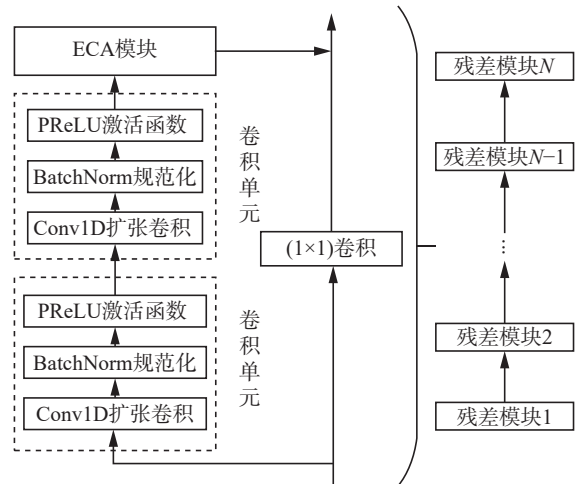 ECA模块
PReLU激活函数
BatchNorm规范化
Conv1D扩张卷积
卷积单元
PReLU激活函数
BatchNorm规范化
Conv1D扩张卷积
卷积单元
(1×1)卷积
残差模块N
残差模块N−1
⋮
残差模块2
残差模块1